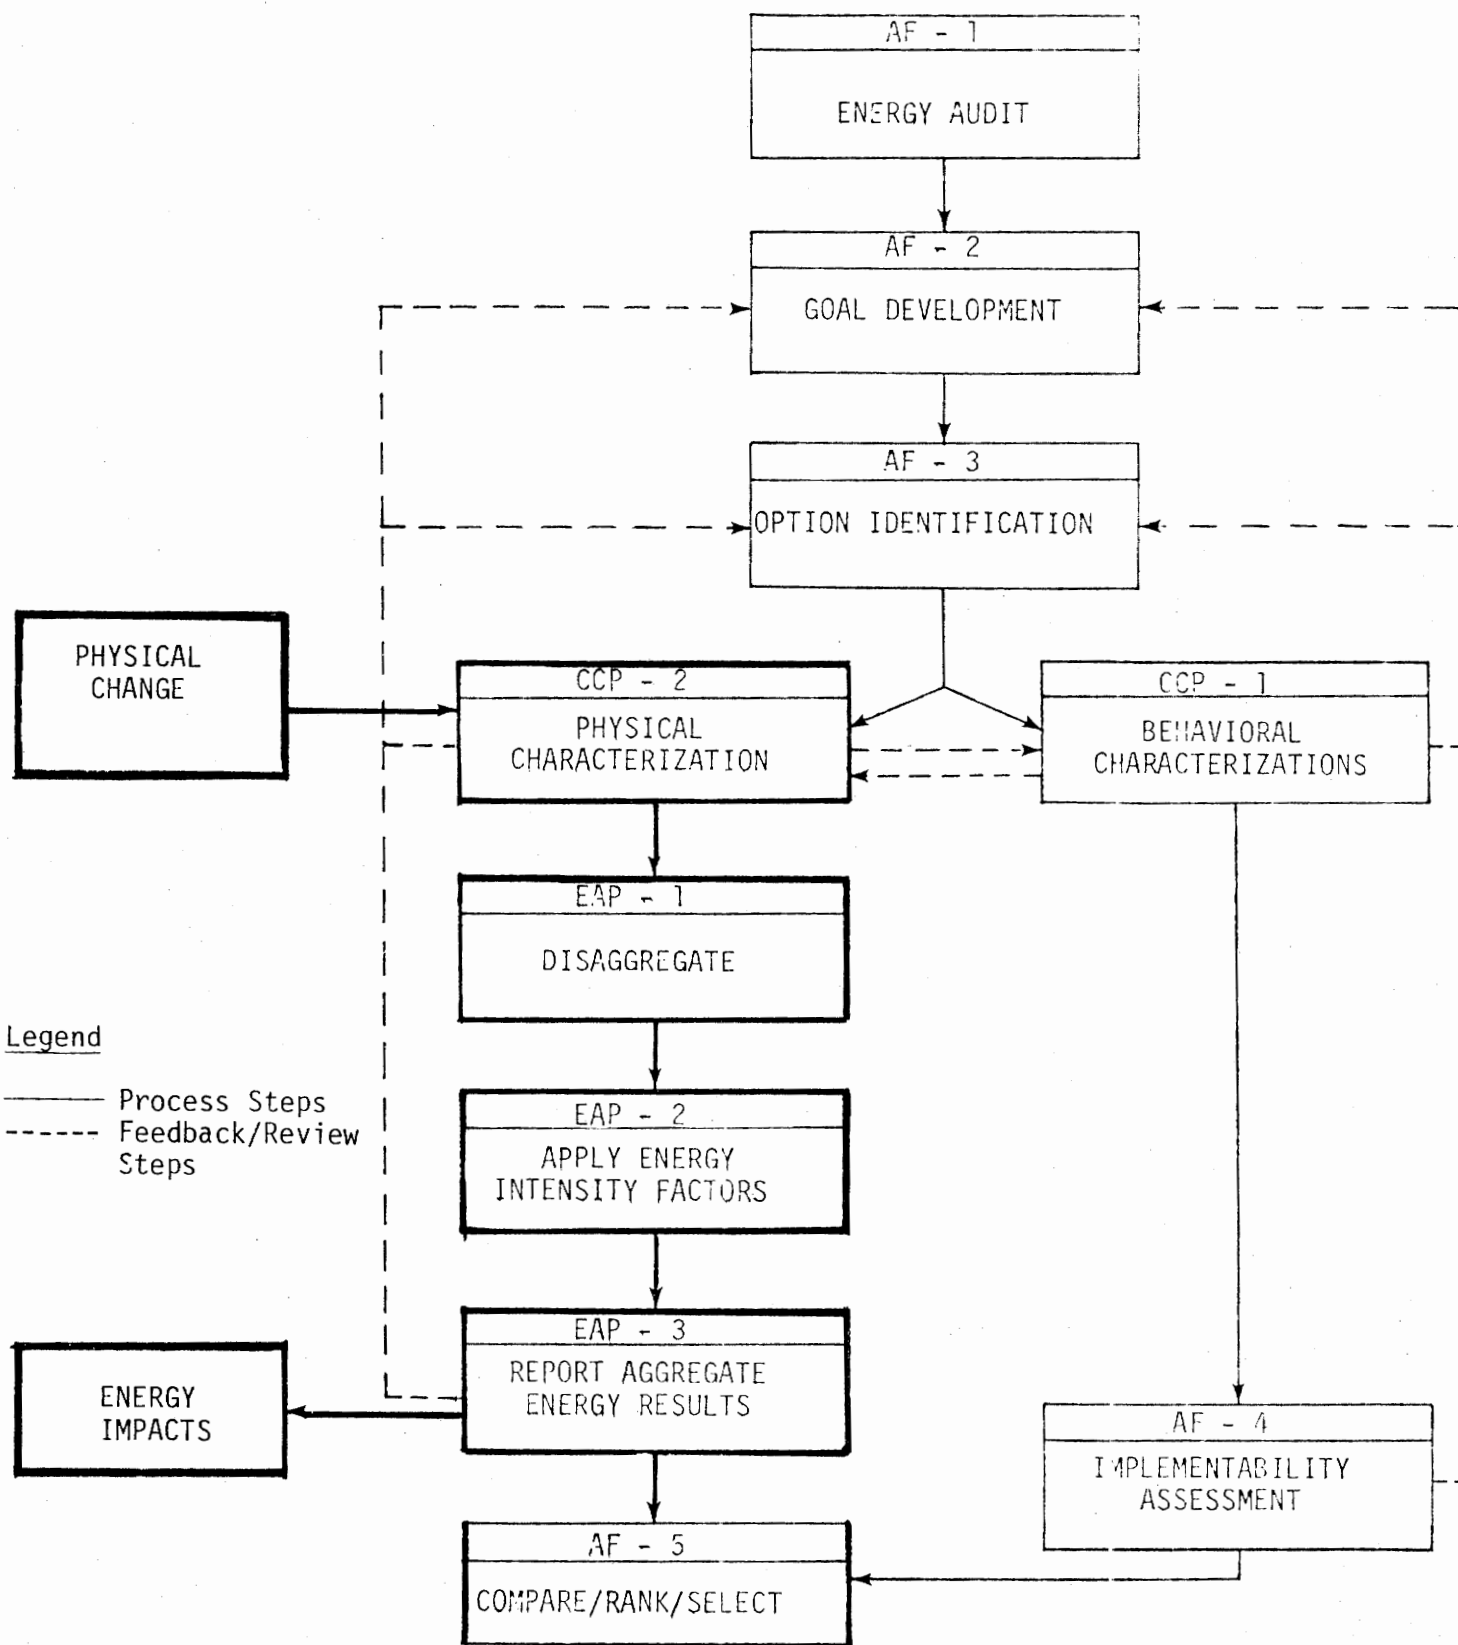 AF - 1
ENERGY AUDIT
AF - 2
GOAL DEVELOPMENT
AF - 3
OPTION IDENTIFICATION
PHYSICAL
CHANGE
CCP - 2
PHYSICAL
CHARACTERIZATION
CCP - 1
BEHAVIORAL
CHARACTERIZATIONS
EAP - 1
DISAGGREGATE
Legend
Process Steps
Feedback/Review
Steps
EAP - 2
APPLY ENERGY
INTENSITY FACTORS
EAP - 3
REPORT AGGREGATE
ENERGY RESULTS
ENERGY
IMPACTS
AF - 4
IMPLEMENTABILITY
ASSESSMENT
AF - 5
COMPARE/RANK/SELECT